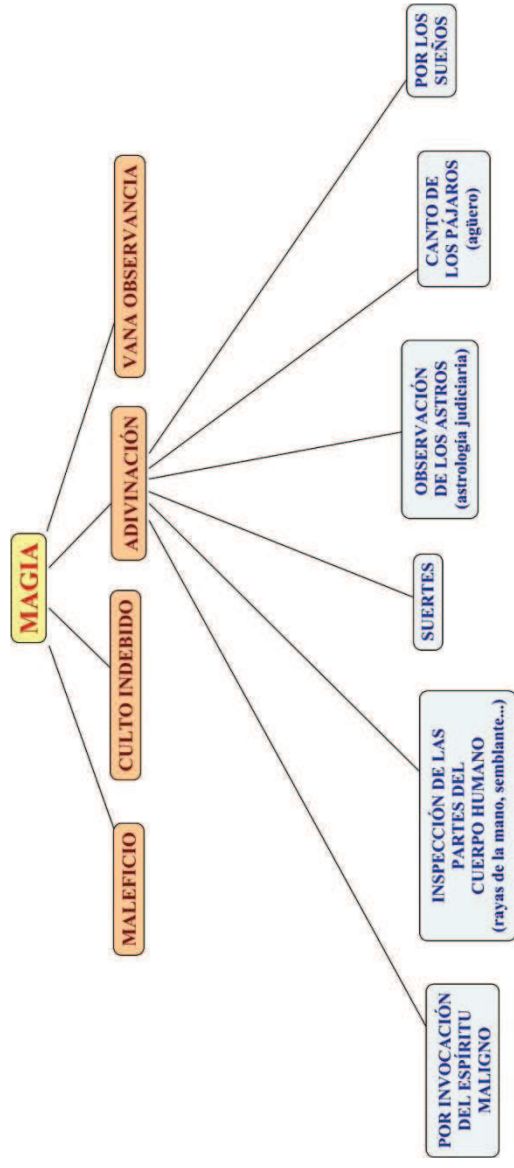 MAGIA
MALEFICIO
CULTO INDEBIDO
ADIVINACIÓN
VANA OBSERVANCIA
POR INVOCACIÓN
DEL ESPÍRITU
MALIGNO
INSPECCIÓN DE LAS
PARTES DEL
CUERPO HUMANO
(rayas de la mano, semblante...)
SUERTES
OBSERVACIÓN
DE LOS ASTROS
(astrología judiciaria)
CANTO DE
LOS PÁJAROS
(agüero)
POR LOS
SUEÑOS